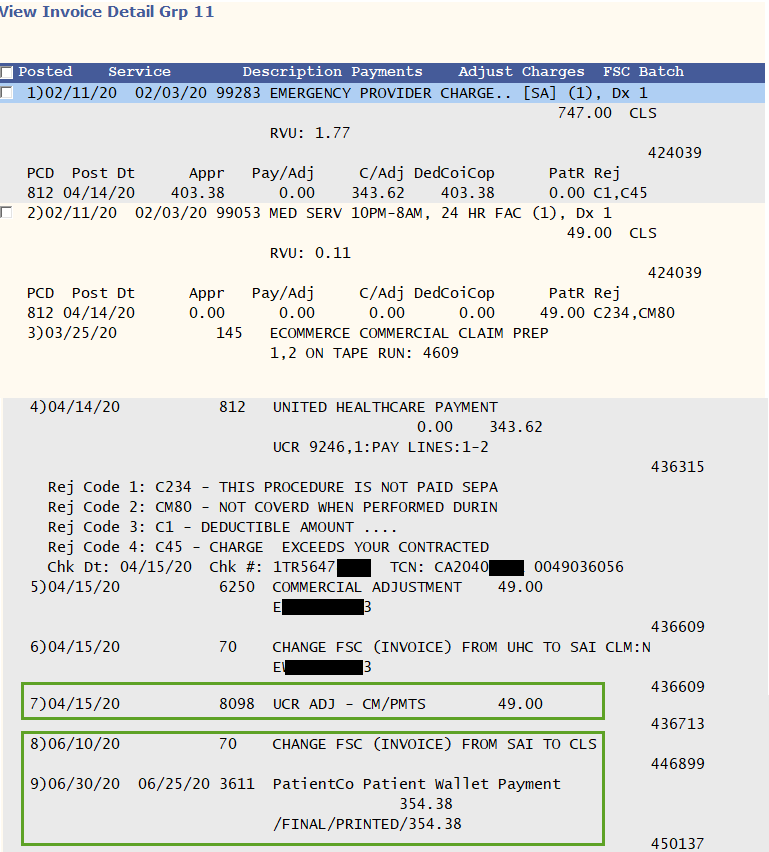 View Invoice Detail Grp 11
Posted Service Description Payments Adjust Charges FSC Batch
1)02/11/20 02/03/20 99283 EMERGENCY PROVIDER CHARGE.. [SA] (1), Dx 1
747.00 CLS
RVU: 1.77
424039
PCD Post Dt Appr Pay/Adj C/Adj DedCoiCop PatR Rej
812 04/14/20 403.38 0.00 343.62 403.38 0.00 C1,C45
2)02/11/20 02/03/20 99053 MED SERV 10PM-8AM, 24 HR FAC (1), Dx 1
49.00 CLS
RVU: 0.11
424039
PCD Post Dt Appr Pay/Adj C/Adj DedCoiCop PatR Rej
812 04/14/20 0.00 0.00 0.00 0.00 49.00 C234,CM80
3)03/25/20 145 ECOMMERCE COMMERCIAL CLAIM PREP
1,2 ON TAPE RUN: 4609
4)04/14/20 812 UNITED HEALTHCARE PAYMENT
0.00 343.62
UCR 9246,1:PAY LINES:1-2
436315
Rej Code 1: C234 - THIS PROCEDURE IS NOT PAID SEPA
Rej Code 2: CM80 - NOT COVERD WHEN PERFORMED DURIN
Rej Code 3: C1 - DEDUCTIBLE AMOUNT ....
Rej Code 4: C45 - CHARGE EXCEEDS YOUR CONTRACTED
Chk Dt: 04/15/20 Chk #: 1TR5647 TCN: CA2040 0049036056
5)04/15/20 6250 COMMERCIAL ADJUSTMENT 49.00
E 3
436609
6)04/15/20 70 CHANGE FSC (INVOICE) FROM UHC TO SAI CLM:N
E 3
436609
7)04/15/20 8098 UCR ADJ - CM/PMTS 49.00
436713
8)06/10/20 70 CHANGE FSC (INVOICE) FROM SAI TO CLS
446899
9)06/30/20 06/25/20 3611 PatientCo Patient Wallet Payment
354.38
/FINAL/PRINTED/354.38
450137